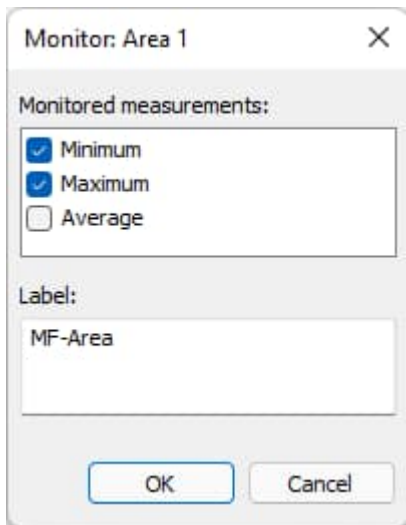 Monitor: Area 1
Monitored measurements:
Minimum
Maximum
Average
Label:
MF-Area
OK
Cancel